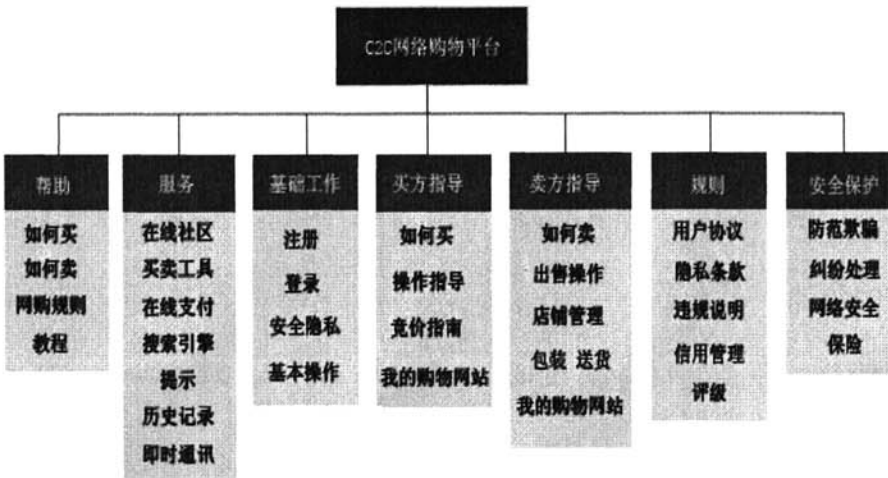 C2C网络购物平台
帮助
如何买
如何卖
网购规则
教程
服务
在线社区
买卖工具
在线支付
搜索引擎
提示
历史记录
即时通讯
基础工作
注册
登录
安全隐私
基本操作
买方指导
如何买
操作指导
竞价指南
我的购物网站
卖方指导
如何卖
出售操作
店铺管理
包装 送货
我的购物网站
规则
用户协议
隐私条款
违规说明
信用管理
评级
安全保护
防范欺骗
纠纷处理
网络安全
保险